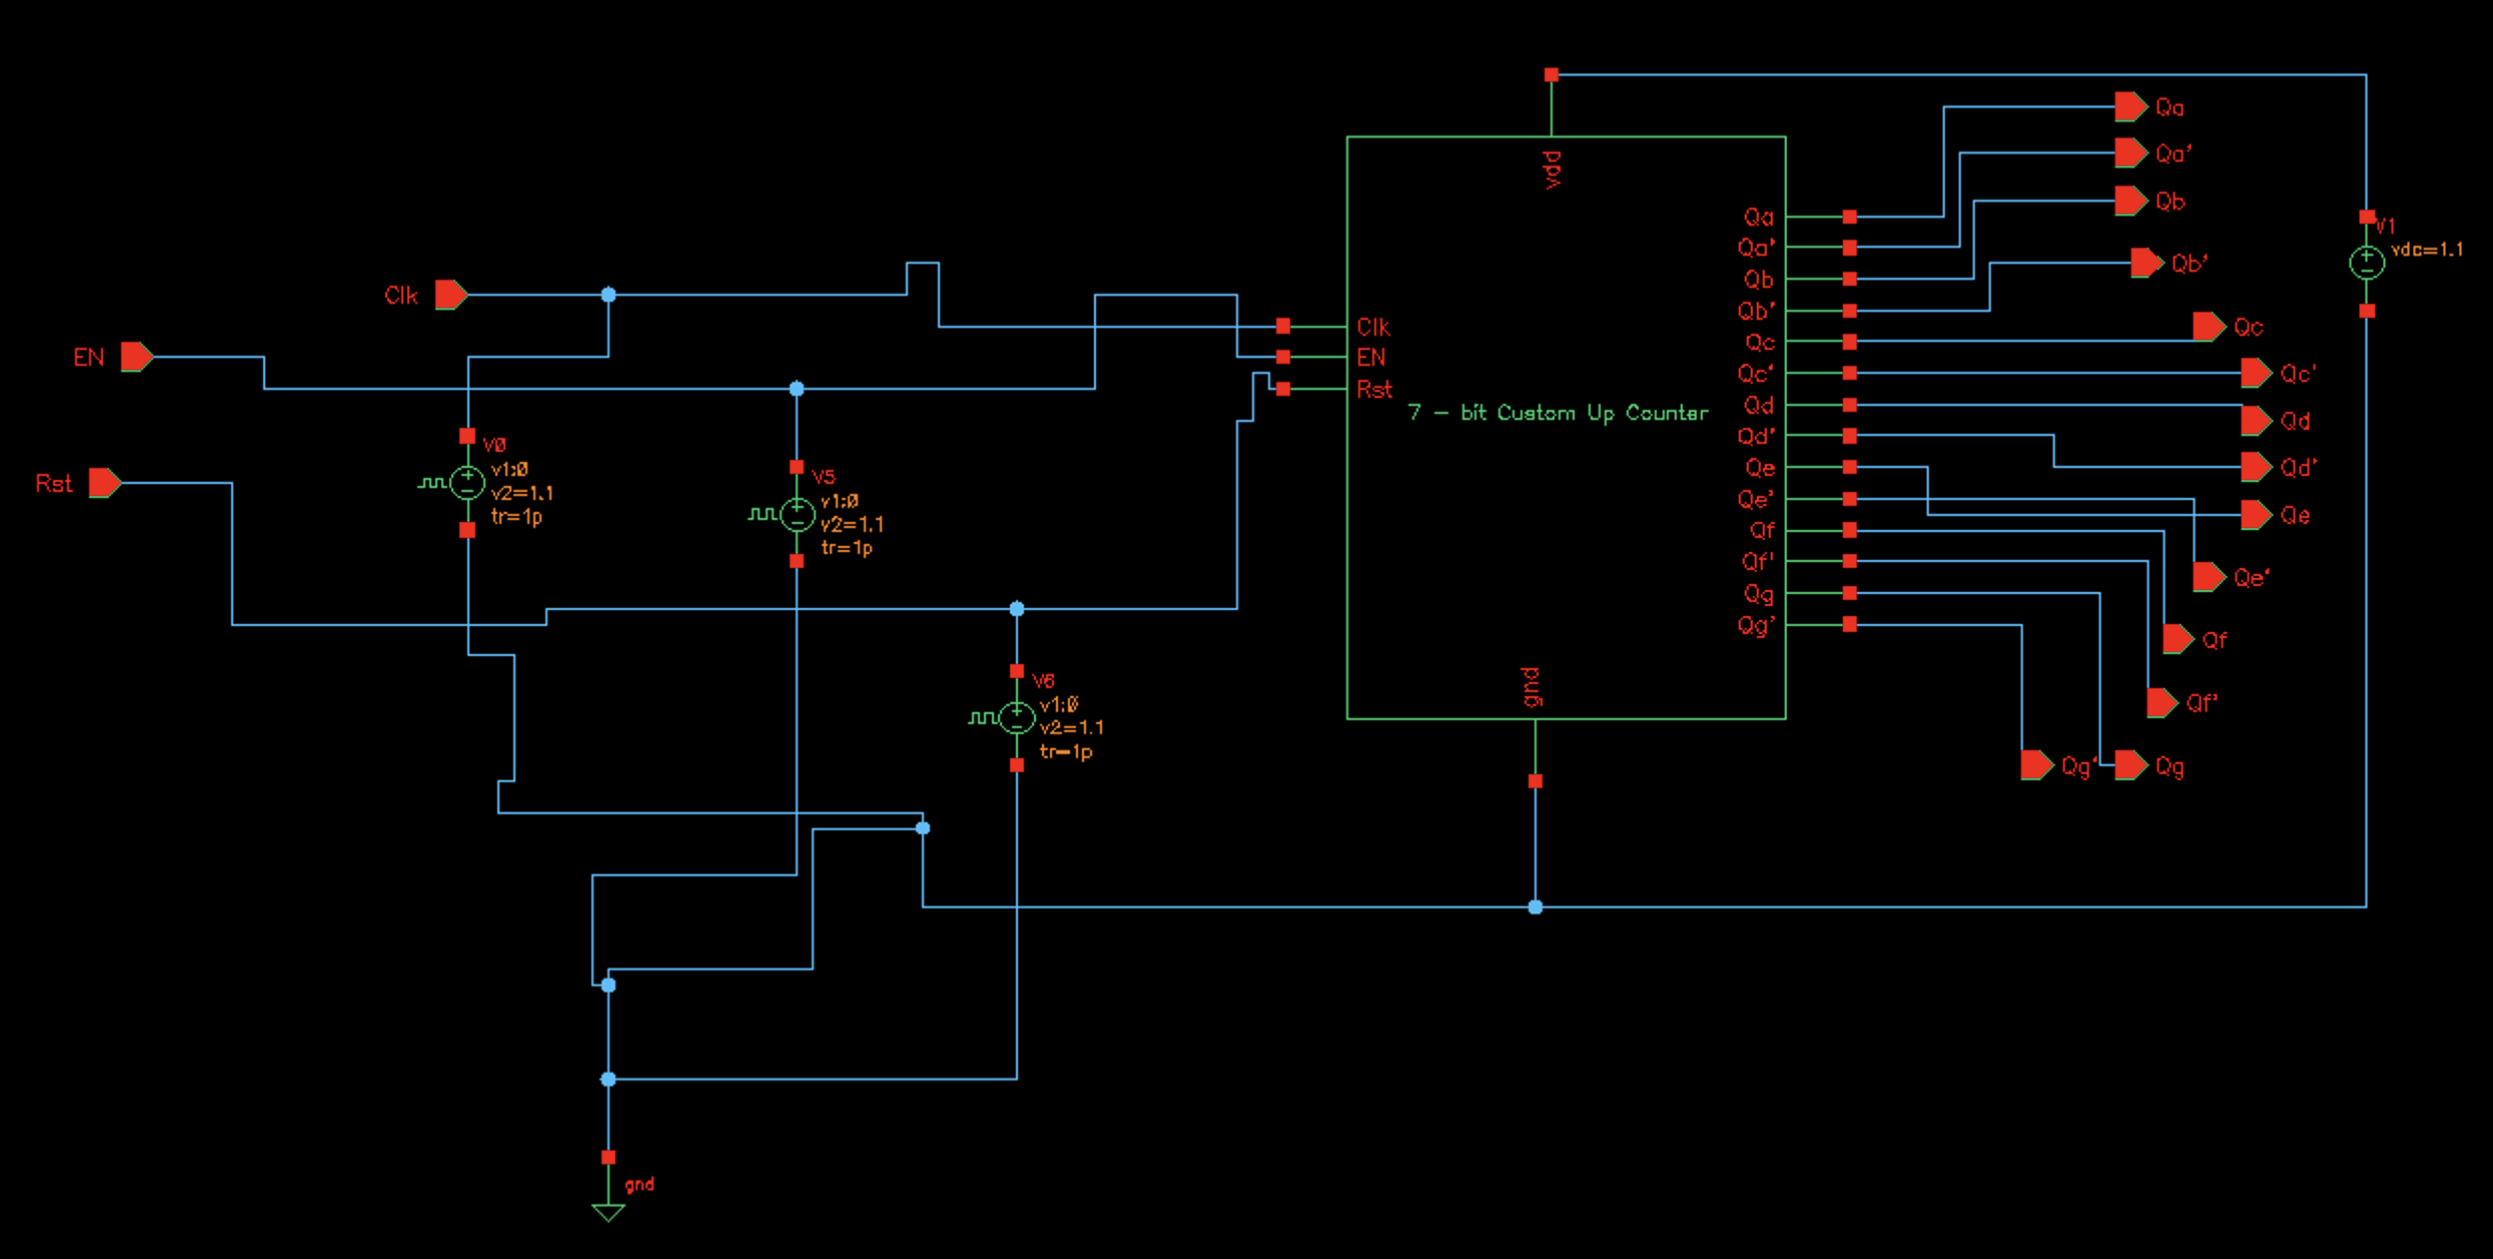 Qa
Qa'
Qb
Qb'
Qc
Qc'
Qd
Qd'
Qe
Qe'
Qf
Qf'
Qg'
Qg
V1
vdc=1.1
vdd
Clk
EN
Rst
7 - bit Custom Up Counter
Qa
Qa'
Qb
Qb'
Qc
Qc'
Qd
Qd'
Qe
Qe'
Qf
Qf'
Qg
Qg'
gnd
Clk
EN
Rst
V0
v1:0
v2=1.1
tr=1p
V5
v1:0
v2=1.1
tr=1p
V6
v1:0
v2=1.1
tr=1p
gnd